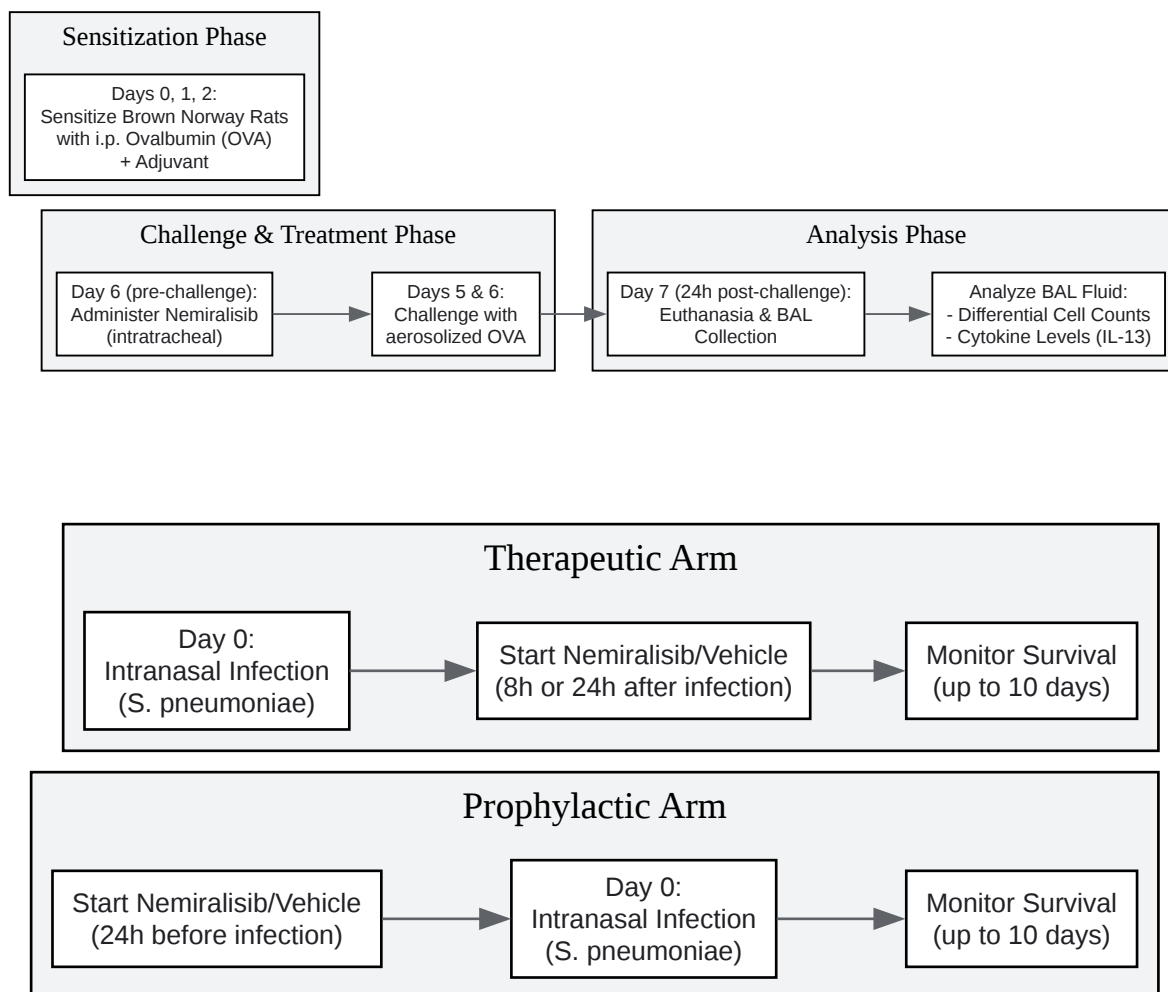 Sensitization Phase
Days 0, 1, 2:
Sensitize Brown Norway Rats
with i.p. Ovalbumin (OVA)
+ Adjuvant
Challenge & Treatment Phase
Day 6 (pre-challenge):
Administer Nemiralisib
(intratracheal)
Days 5 & 6:
Challenge with
aerosolized OVA
Analysis Phase
Day 7 (24h post-challenge):
Euthanasia & BAL
Collection
Analyze BAL Fluid:
- Differential Cell Counts
- Cytokine Levels (IL-13)
Therapeutic Arm
Day 0:
Intranasal Infection
(S. pneumoniae)
Start Nemiralisib/Vehicle
(8h or 24h after infection)
Monitor Survival
(up to 10 days)
Prophylactic Arm
Start Nemiralisib/Vehicle
(24h before infection)
Day 0:
Intranasal Infection
(S. pneumoniae)
Monitor Survival
(up to 10 days)